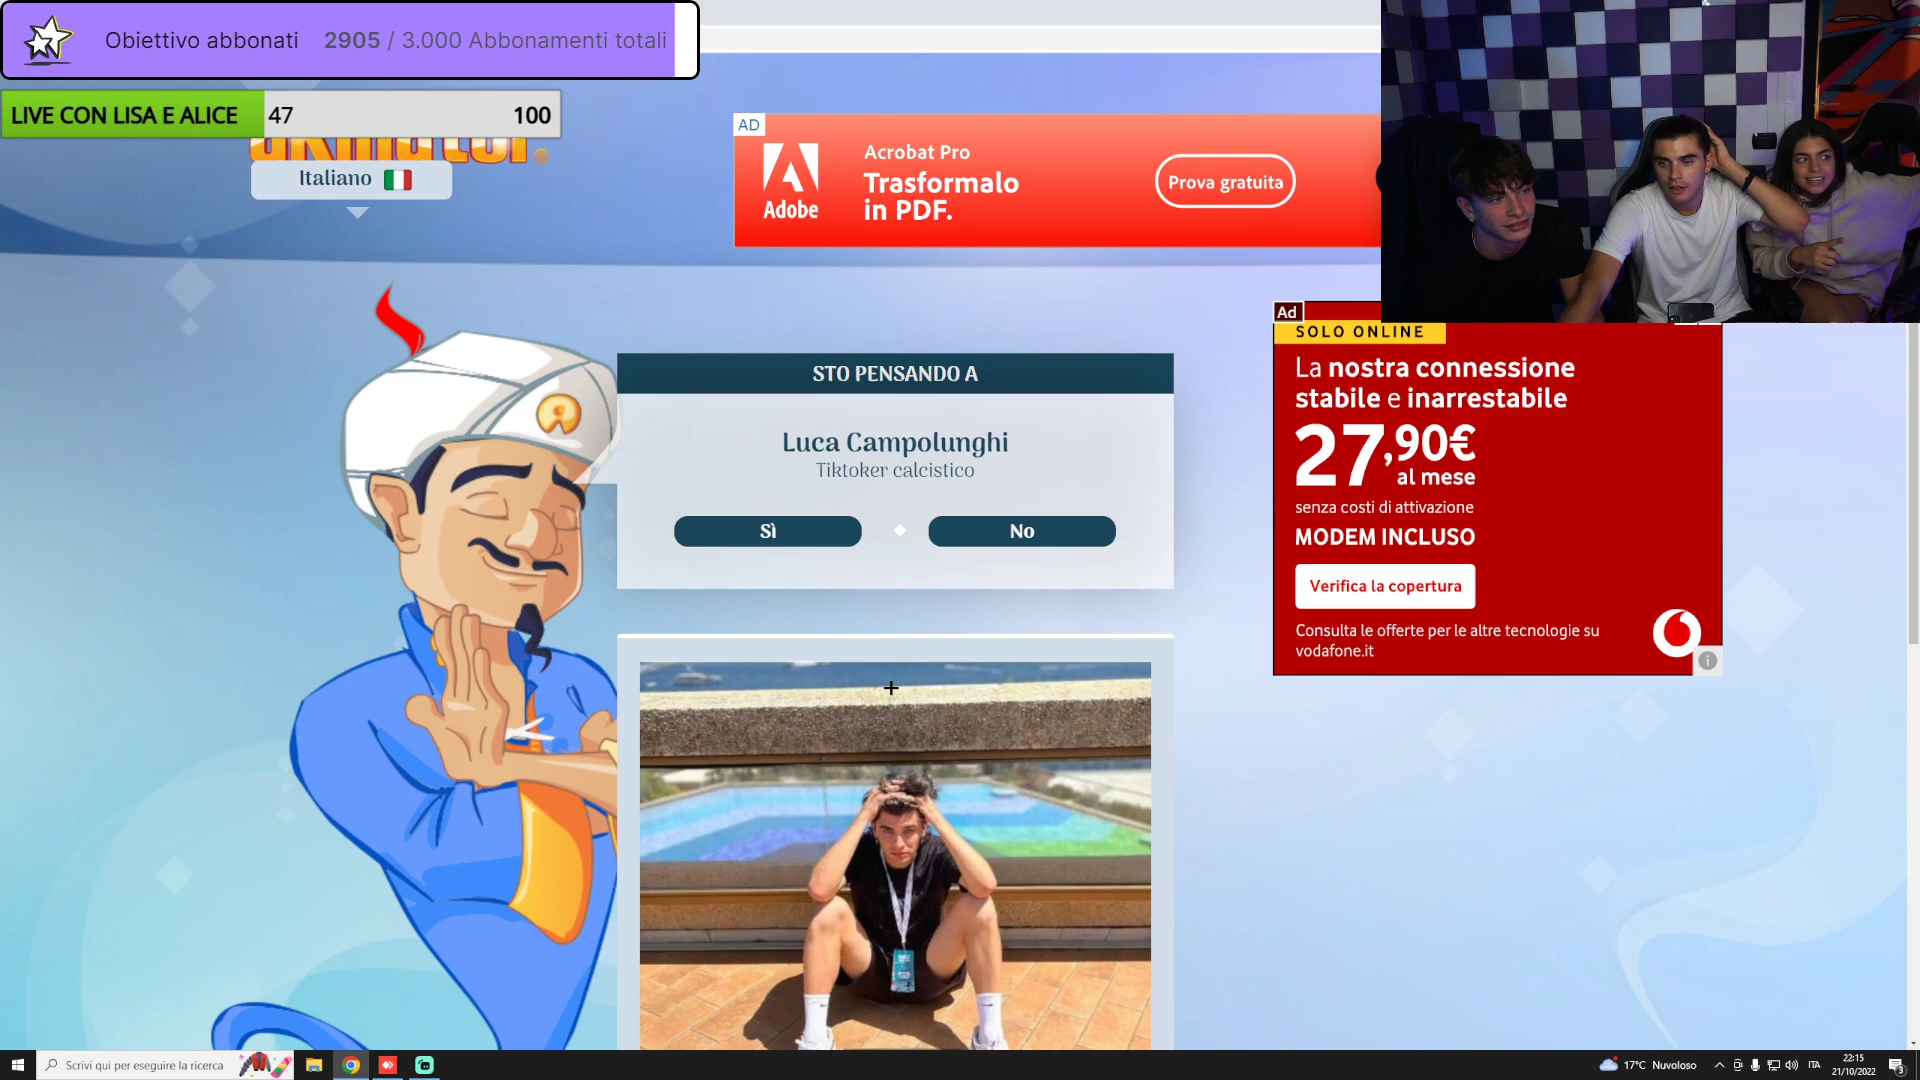 Obiettivo abbonati 2905 / 3.000 Abbonamenti totali
LIVE CON LISA E ALICE 47 100
akinator
Italiano
AD
Adobe
Acrobat Pro
Trasformalo
in PDF.
Prova gratuita
STO PENSANDO A
Luca Campolunghi
Tiktoker calcistico
Sì
No
Ad
SOLO ONLINE
La nostra connessione
stabile e inarrestabile
27,90€
al mese
senza costi di attivazione
MODEM INCLUSO
Verifica la copertura
Consulta le offerte per le altre tecnologie su
vodafone.it
Scrivi qui per eseguire la ricerca
17°C Nuvoloso
ITA
22:15
21/10/2022
3